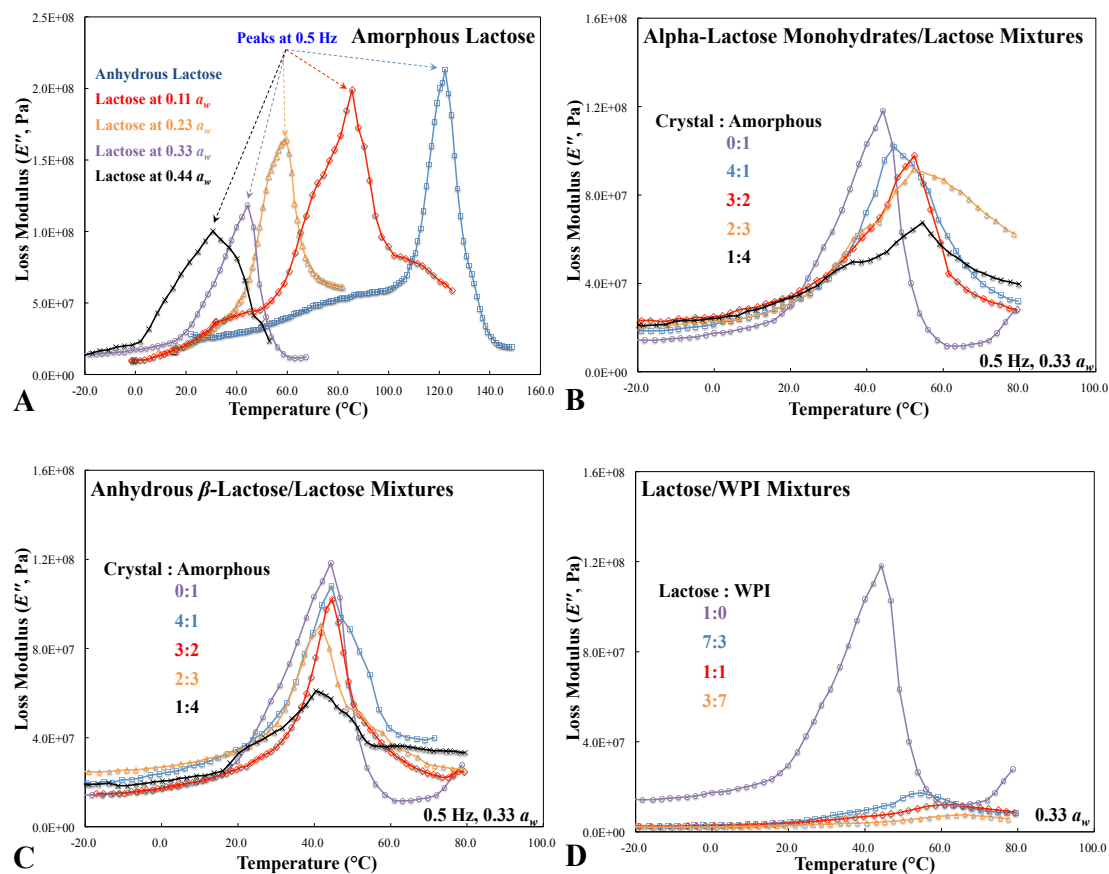 Amorphous Lactose
Peaks at 0.5 Hz
Anhydrous Lactose
Lactose at 0.11 a_w
Lactose at 0.23 a_w
Lactose at 0.33 a_w
Lactose at 0.44 a_w
Loss Modulus (E″, Pa)
2.5E+08
2.0E+08
1.5E+08
1.0E+08
5.0E+07
0.0E+00
-20.0 0.0 20.0 40.0 60.0 80.0 100.0 120.0 140.0 160.0
Temperature (°C)
A
Alpha-Lactose Monohydrates/Lactose Mixtures
Crystal : Amorphous
0:1
4:1
3:2
2:3
1:4
Loss Modulus (E″, Pa)
1.6E+08
1.2E+08
8.0E+07
4.0E+07
0.0E+00
0.5 Hz, 0.33 a_w
-20.0 0.0 20.0 40.0 60.0 80.0 100.0
Temperature (°C)
B
Anhydrous β-Lactose/Lactose Mixtures
Crystal : Amorphous
0:1
4:1
3:2
2:3
1:4
Loss Modulus (E″, Pa)
1.6E+08
1.2E+08
8.0E+07
4.0E+07
0.0E+00
0.5 Hz, 0.33 a_w
-20.0 0.0 20.0 40.0 60.0 80.0 100.0
Temperature (°C)
C
Lactose/WPI Mixtures
Lactose : WPI
1:0
7:3
1:1
3:7
Loss Modulus (E″, Pa)
1.6E+08
1.2E+08
8.0E+07
4.0E+07
0.0E+00
0.33 a_w
-20.0 0.0 20.0 40.0 60.0 80.0 100.0
Temperature (°C)
D